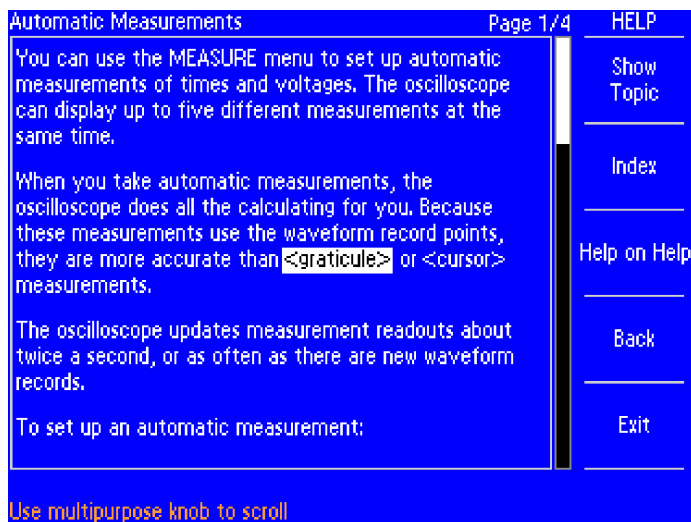 Automatic Measurements Page 1/4
You can use the MEASURE menu to set up automatic
measurements of times and voltages. The oscilloscope
can display up to five different measurements at the
same time.
When you take automatic measurements, the
oscilloscope does all the calculating for you. Because
these measurements use the waveform record points,
they are more accurate than <graticule> or <cursor>
measurements.
The oscilloscope updates measurement readouts about
twice a second, or as often as there are new waveform
records.
To set up an automatic measurement:
Use multipurpose knob to scroll
HELP
Show
Topic
Index
Help on Help
Back
Exit